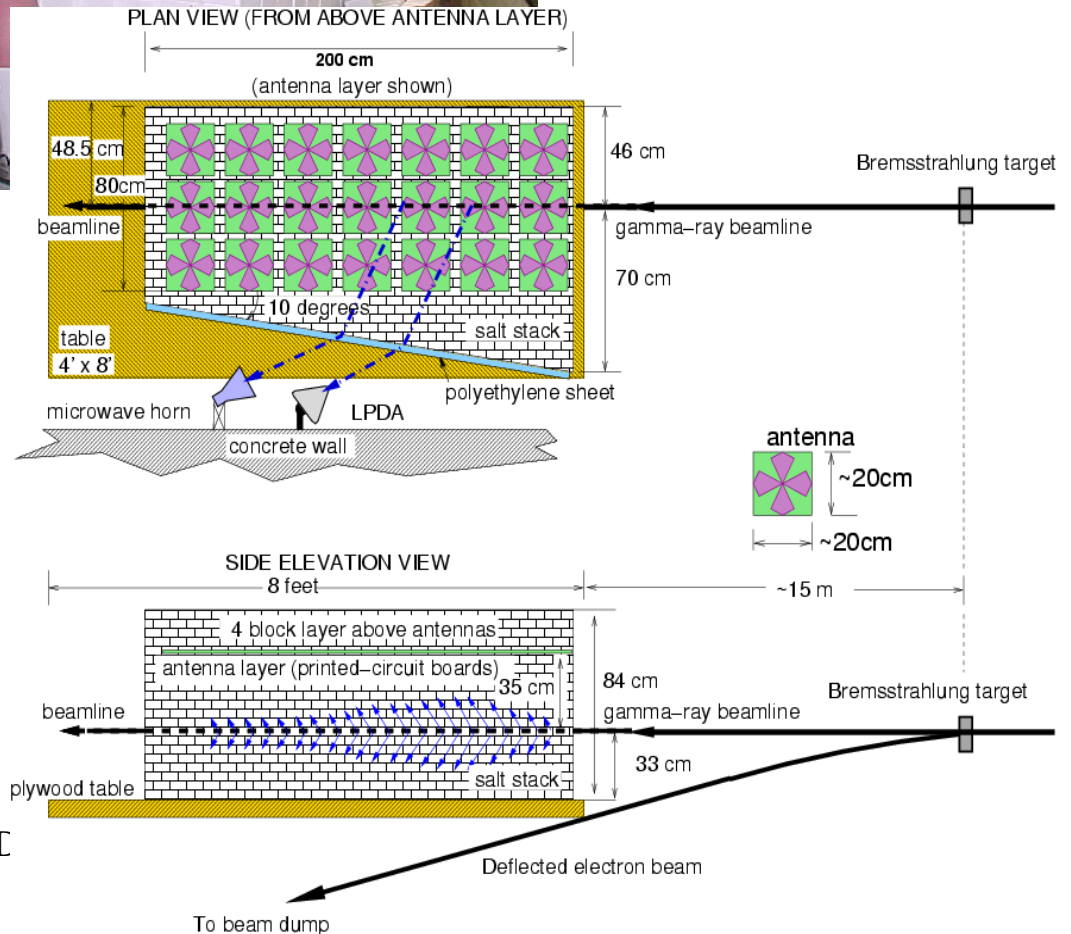 PLAN VIEW (FROM ABOVE ANTENNA LAYER)
200 cm
(antenna layer shown)
48.5 cm
46 cm
80cm
Bremsstrahlung target
beamline
gamma−ray beamline
70 cm
10 degrees
salt stack
table
4' x 8'
polyethylene sheet
microwave horn
LPDA
concrete wall
antenna
~20cm
~20cm
SIDE ELEVATION VIEW
8 feet
~15 m
4 block layer above antennas
antenna layer (printed−circuit boards)
35 cm
84 cm
Bremsstrahlung target
beamline
gamma−ray beamline
33 cm
salt stack
plywood table
D
Deflected electron beam
To beam dump